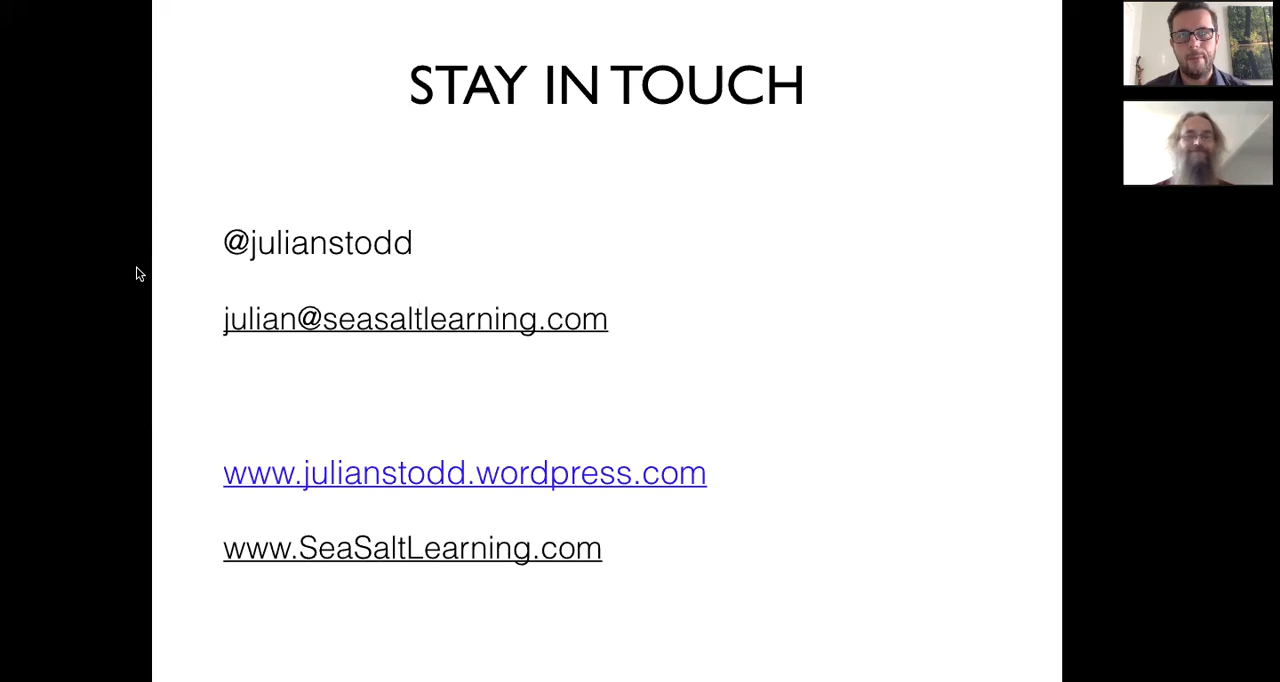 STAY IN TOUCH
@julianstodd
julian@seasaltlearning.com
www.julianstodd.wordpress.com
www.SeaSaltLearning.com